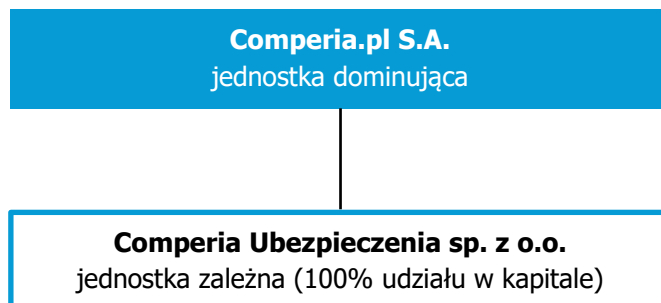 Comperia.pl S.A.
jednostka dominująca
Comperia Ubezpieczenia sp. z o.o.
jednostka zależna (100% udziału w kapitale)